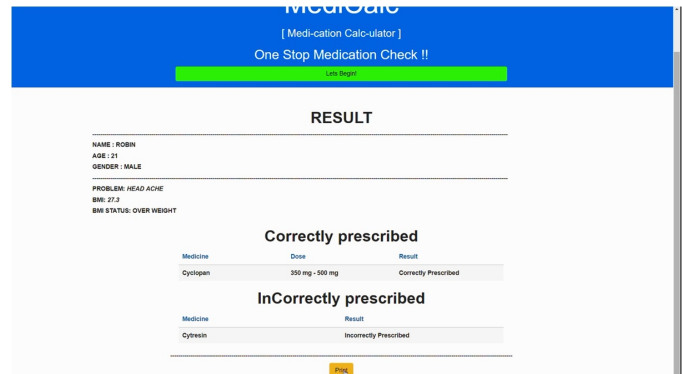 MediCalc
[ Medi-cation Calc-ulator ]
One Stop Medication Check !!
Lets Begin!
RESULT
NAME : ROBIN
AGE : 21
GENDER : MALE
PROBLEM: HEAD ACHE
BMI: 27.3
BMI STATUS: OVER WEIGHT
Correctly prescribed
Medicine Dose Result
Cyclopan 350 mg - 500 mg Correctly Prescribed
InCorrectly prescribed
Medicine Result
Cytresin Incorrectly Prescribed
Print